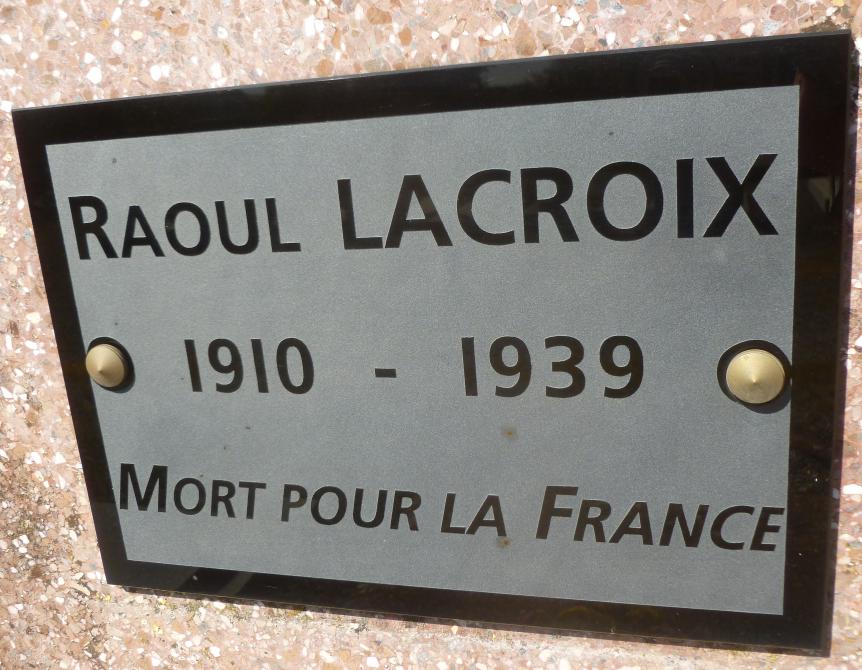 RAOUL LACROIX
1910 - 1939
MORT POUR LA FRANCE